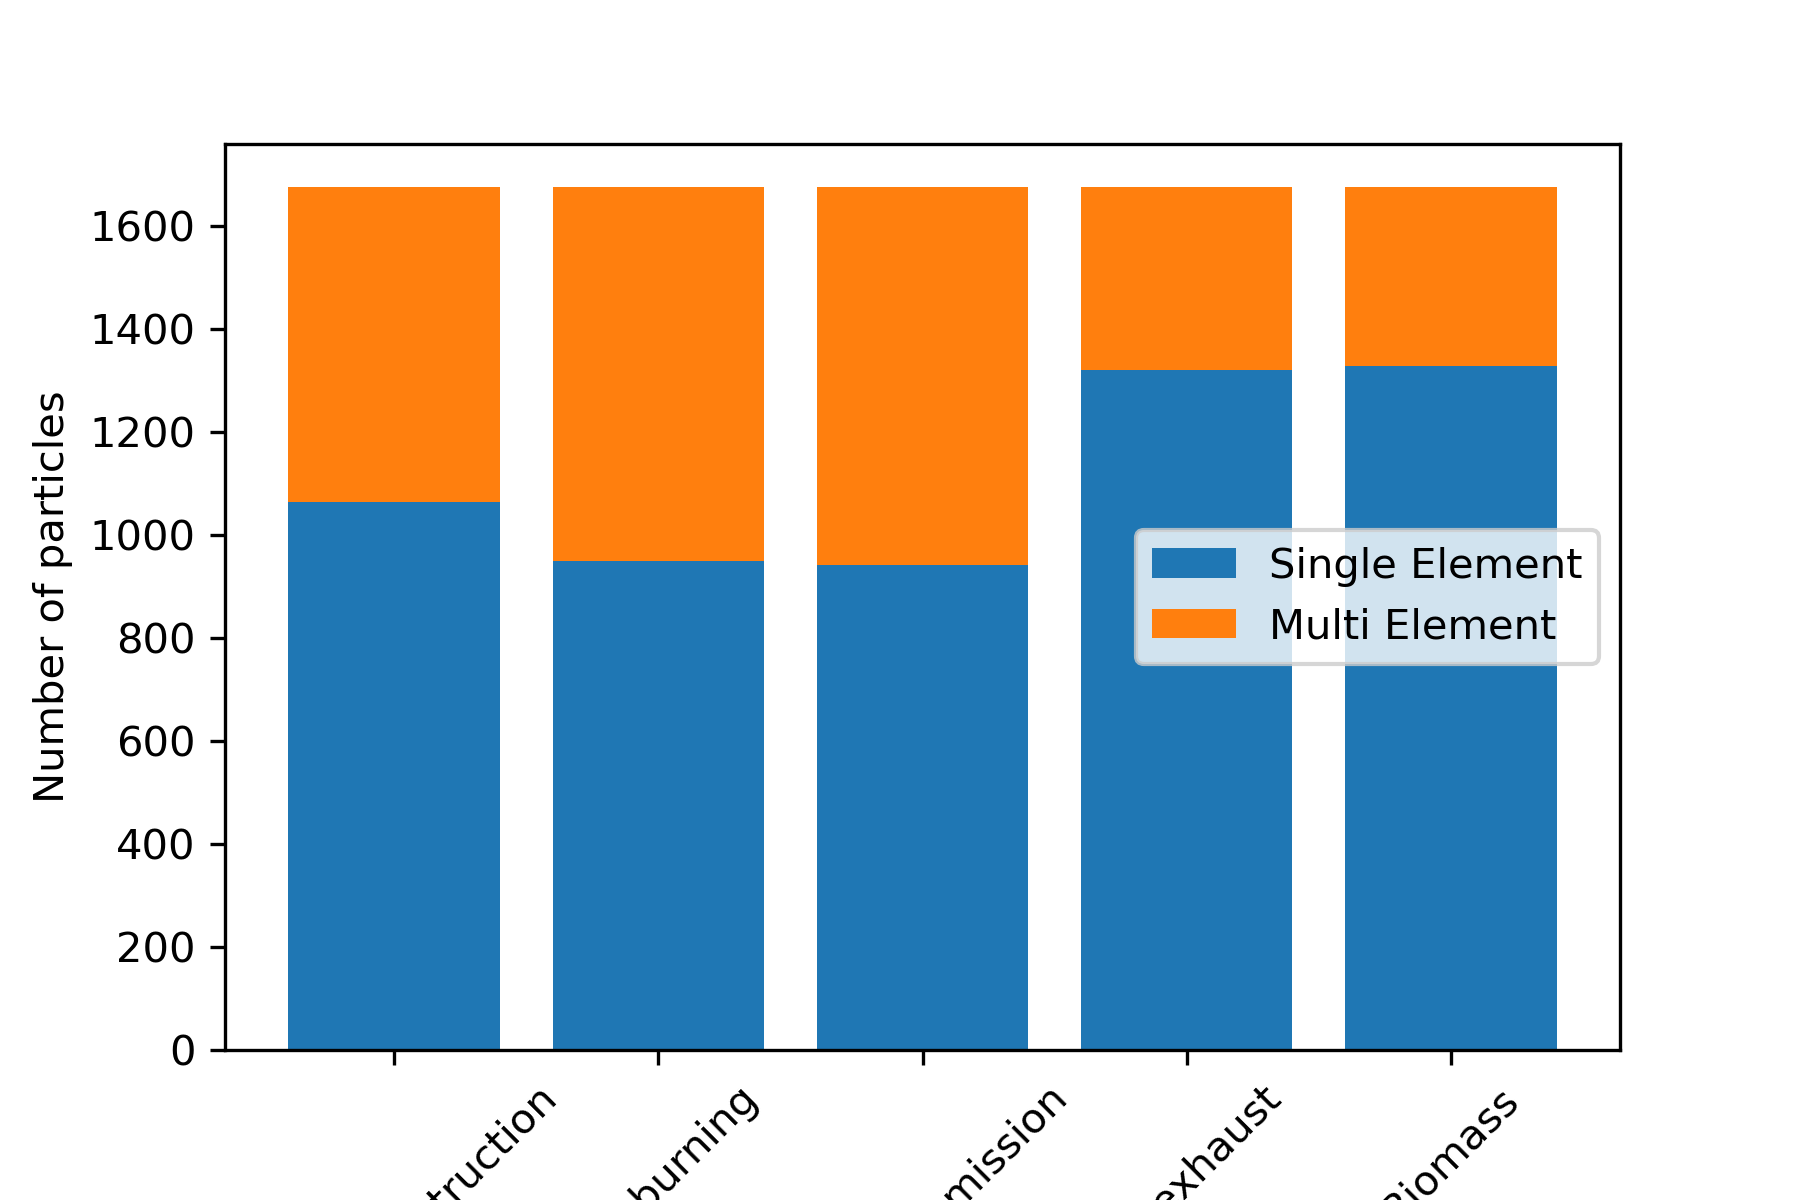 1600
1400
1200
1000
800
600
400
200
0
Number of particles
Single Element
Multi Element
truction
burning
mission
exhaust
Biomass